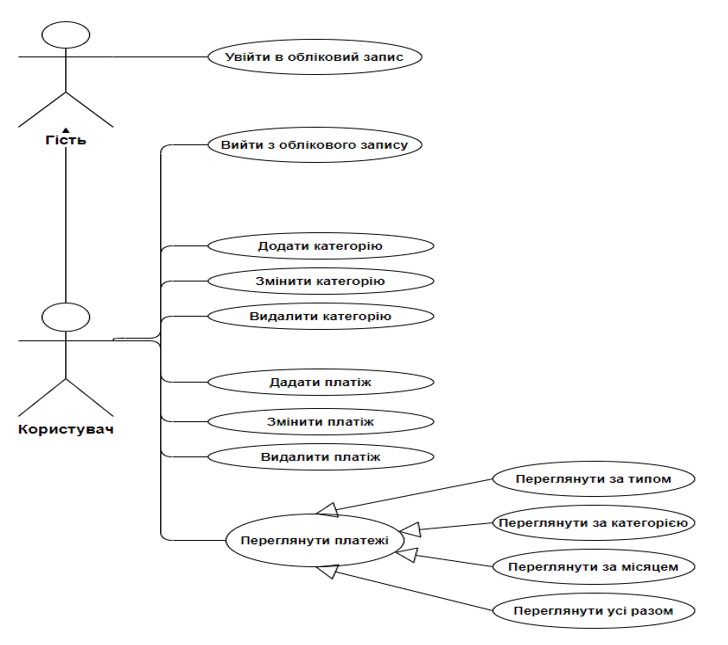 Увійти в обліковий запис
Гість
Вийти з облікового запису
Додати категорію
Змінити категорію
Видалити категорію
Дадати платіж
Змінити платіж
Користувач
Видалити платіж
Переглянути за типом
Переглянути за категорією
Переглянути платежі
Переглянути за місяцем
Переглянути усі разом